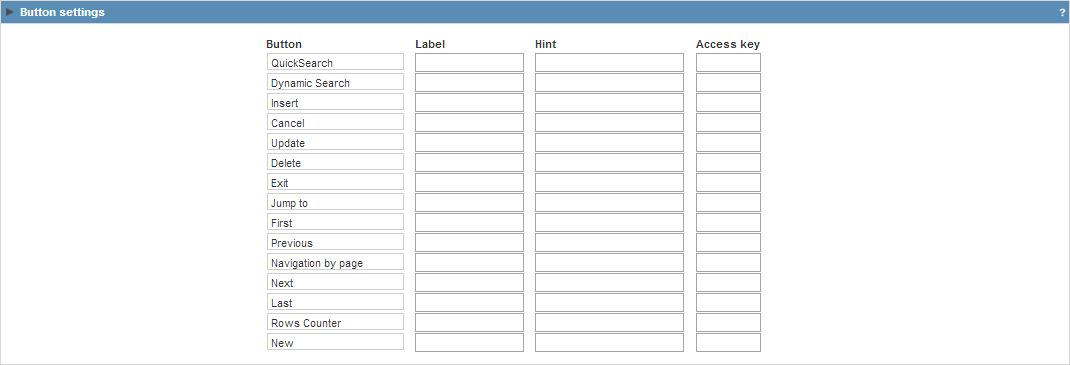 Button settings ?
Button Label Hint Access key
QuickSearch
Dynamic Search
Insert
Cancel
Update
Delete
Exit
Jump to
First
Previous
Navigation by page
Next
Last
Rows Counter
New